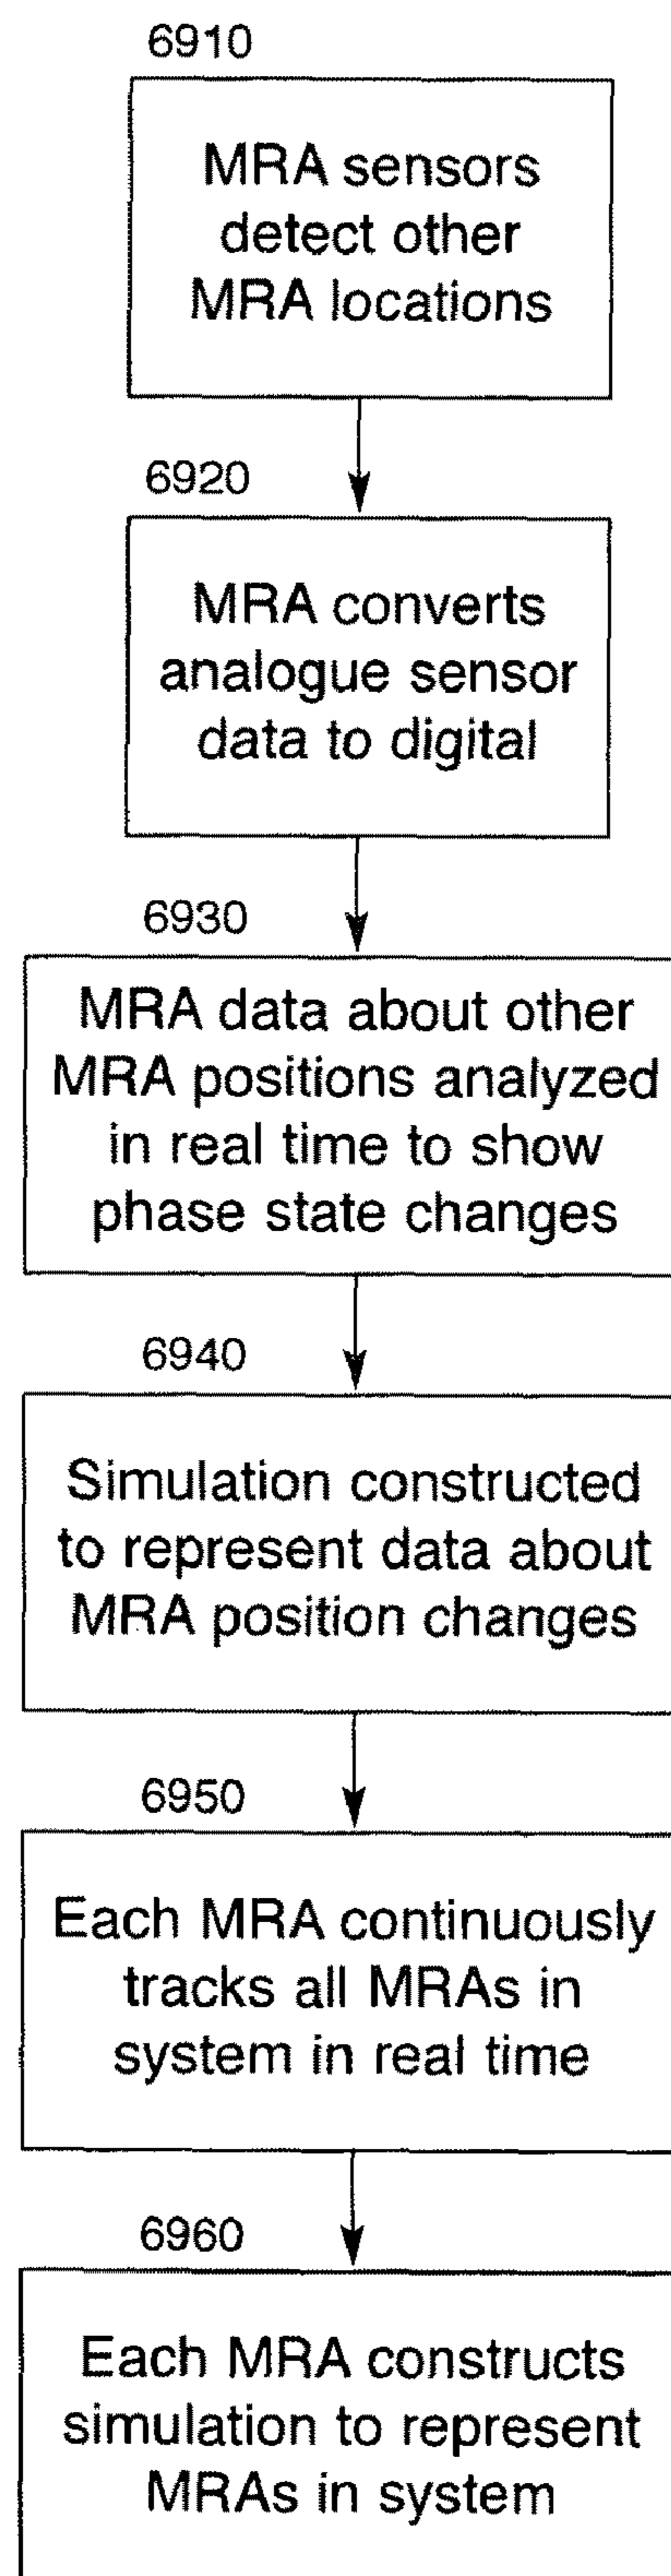 6910
MRA sensors
detect other
MRA locations
6920
MRA converts
analogue sensor
data to digital
6930
MRA data about other
MRA positions analyzed
in real time to show
phase state changes
6940
Simulation constructed
to represent data about
MRA position changes
6950
Each MRA continuously
tracks all MRAs in
system in real time
6960
Each MRA constructs
simulation to represent
MRAs in system